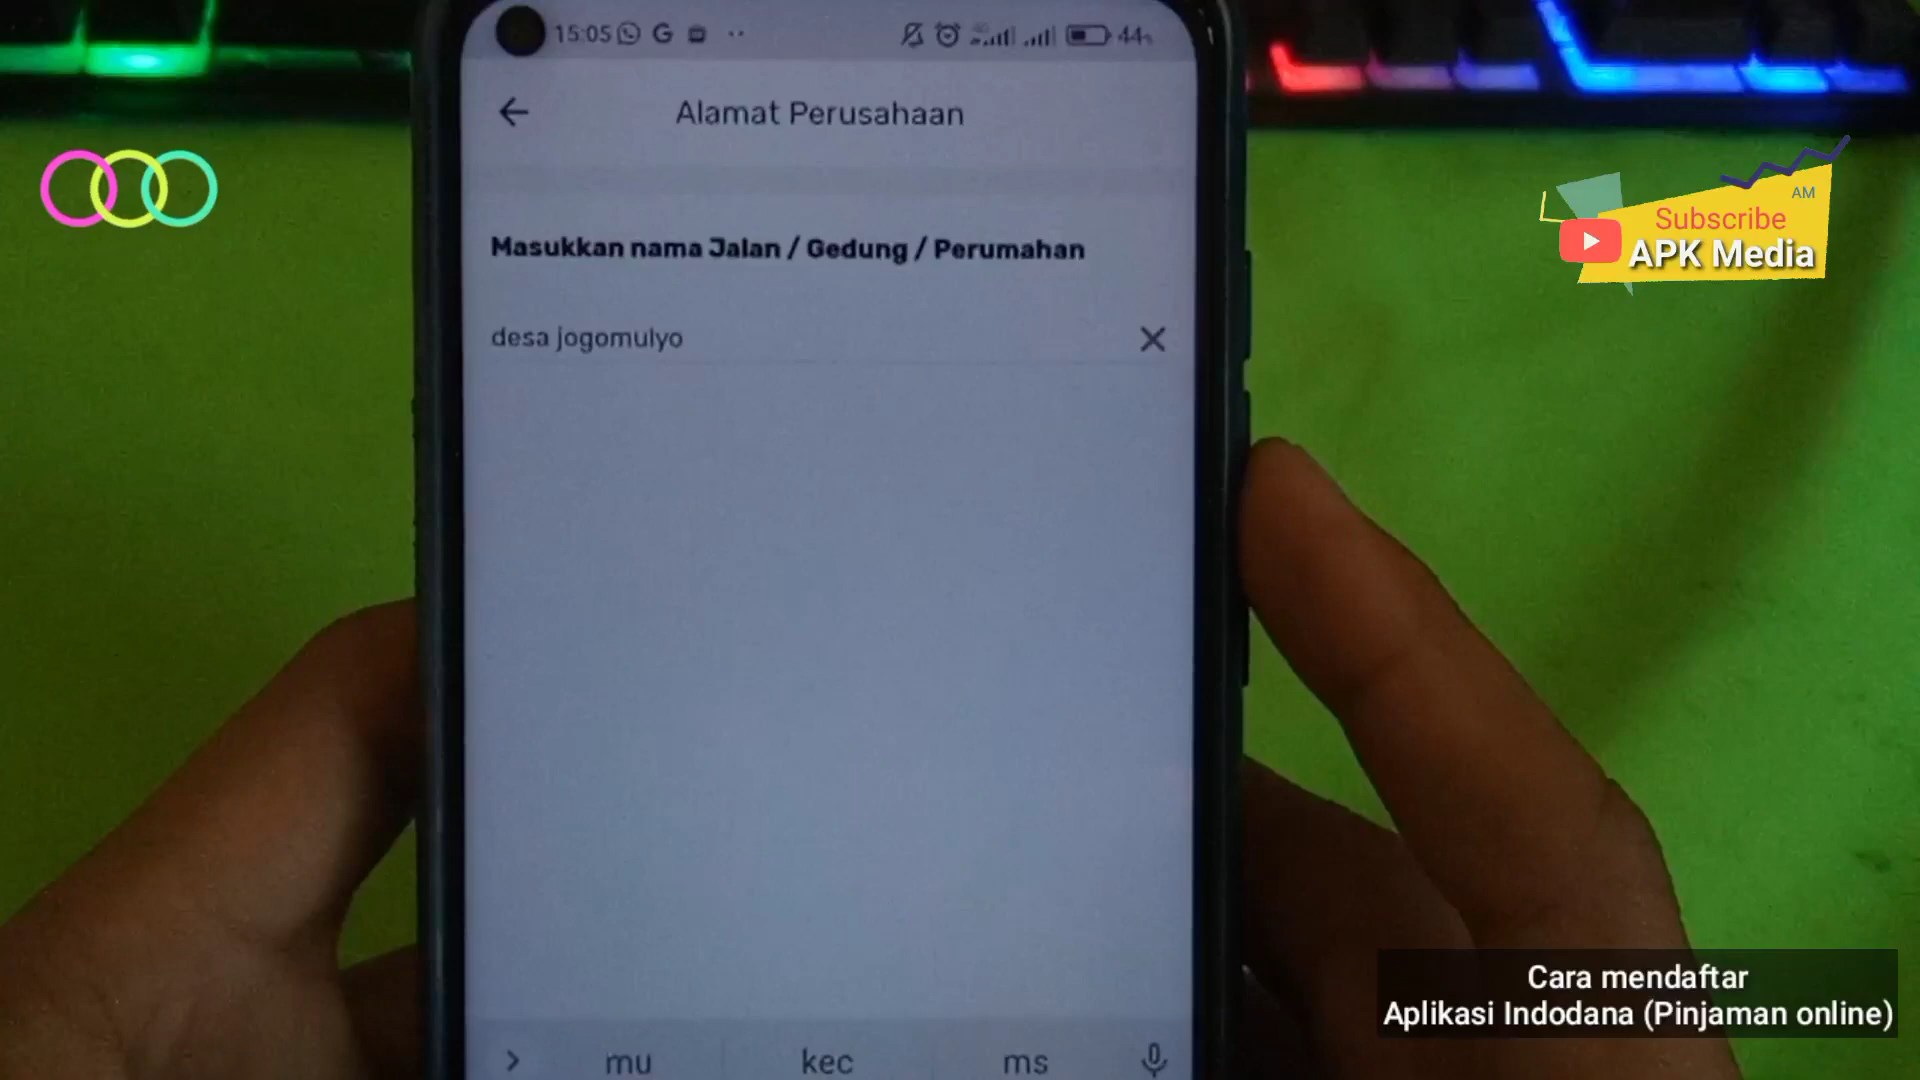 15:05
44%
Alamat Perusahaan
Masukkan nama Jalan / Gedung / Perumahan
desa jogomulyo
mu kec ms
AM
Subscribe
APK Media
Cara mendaftar
Aplikasi Indodana (Pinjaman online)